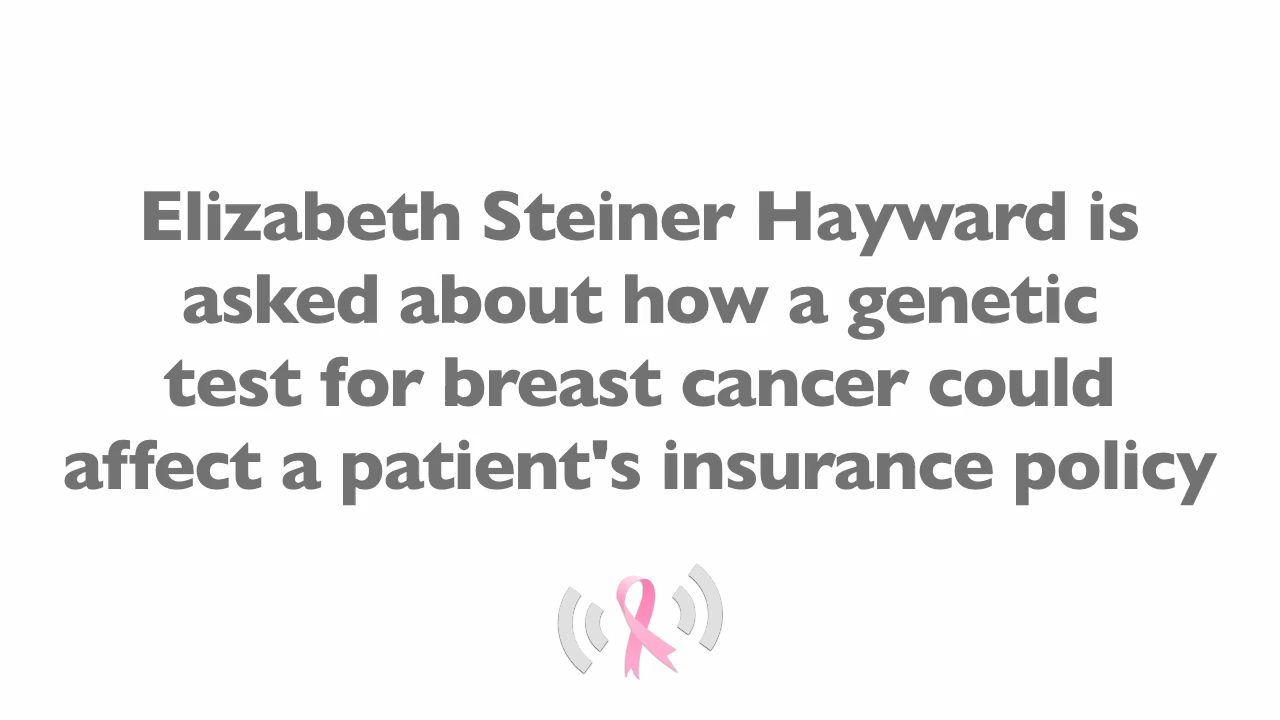 Elizabeth Steiner Hayward is
asked about how a genetic
test for breast cancer could
affect a patient's insurance policy